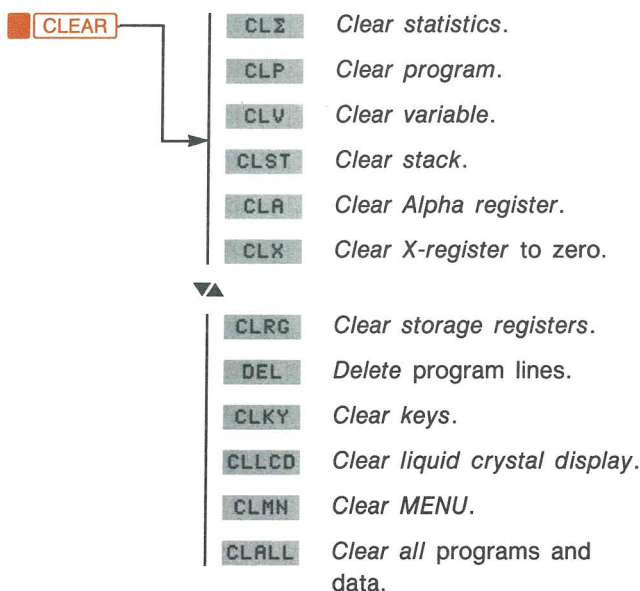 CLEAR
CLΣ Clear statistics.
CLP Clear program.
CLV Clear variable.
CLST Clear stack.
CLA Clear Alpha register.
CLX Clear X-register to zero.
CLRG Clear storage registers.
DEL Delete program lines.
CLKY Clear keys.
CLLCD Clear liquid crystal display.
CLMN Clear MENU.
CLALL Clear all programs and
data.